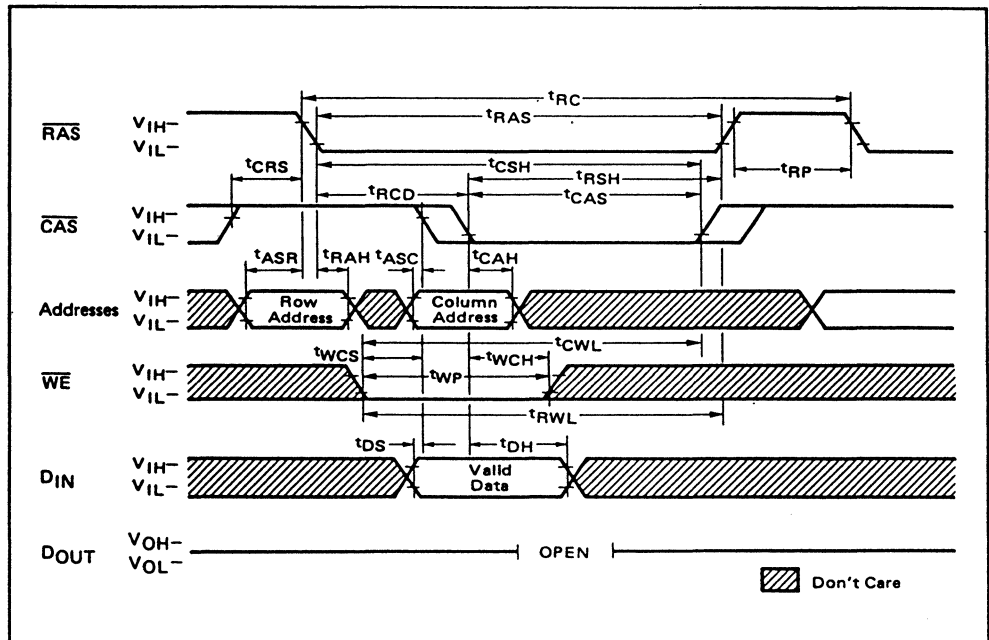 tRC
RAS
VIH–
VIL–
tRAS
tCRS
tCSH
tRSH
tRP
tRCD
tCAS
CAS
VIH–
VIL–
tASR
tRAH
tASC
tCAH
Addresses
VIH–
VIL–
Row
Address
Column
Address
tCWL
tWCS
tWCH
tWP
WE
VIH–
VIL–
tRWL
tDS
tDH
DIN
VIH–
VIL–
Valid
Data
DOUT
VOH–
VOL–
OPEN
Don't Care